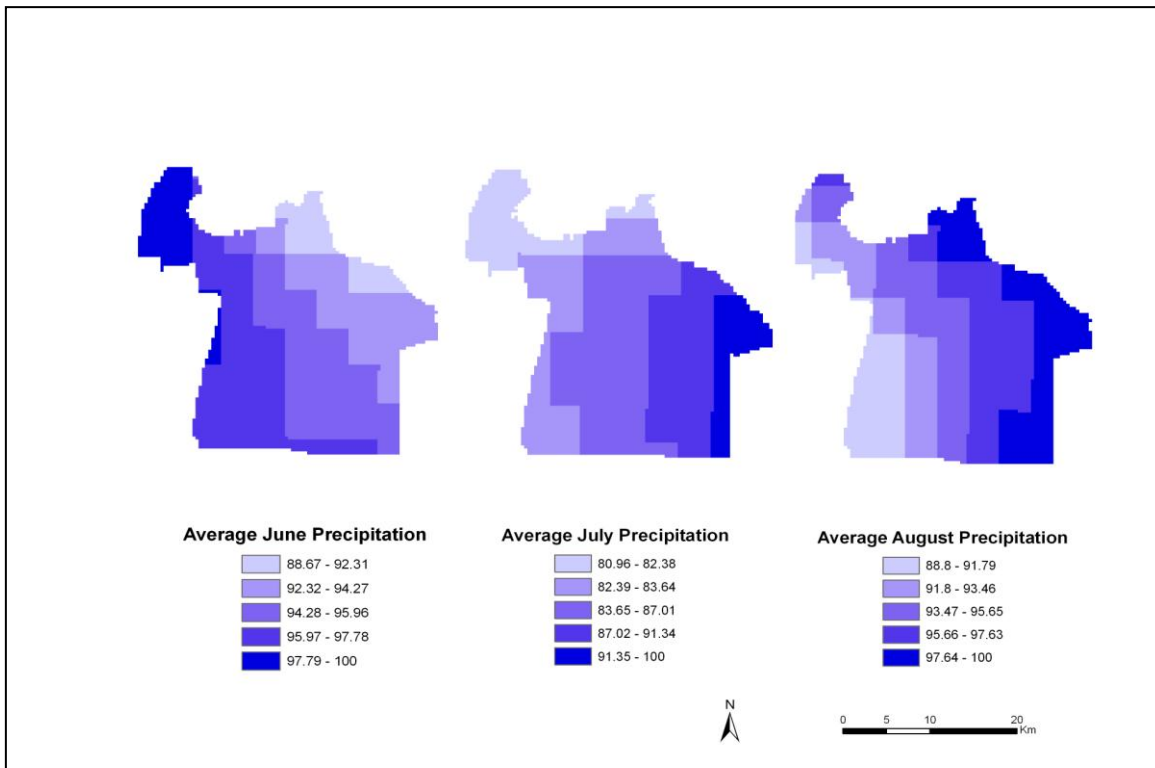 Average June Precipitation
88.67 - 92.31
92.32 - 94.27
94.28 - 95.96
95.97 - 97.78
97.79 - 100
Average July Precipitation
80.96 - 82.38
82.39 - 83.64
83.65 - 87.01
87.02 - 91.34
91.35 - 100
Average August Precipitation
88.8 - 91.79
91.8 - 93.46
93.47 - 95.65
95.66 - 97.63
97.64 - 100
N
0 5 10 20
Km